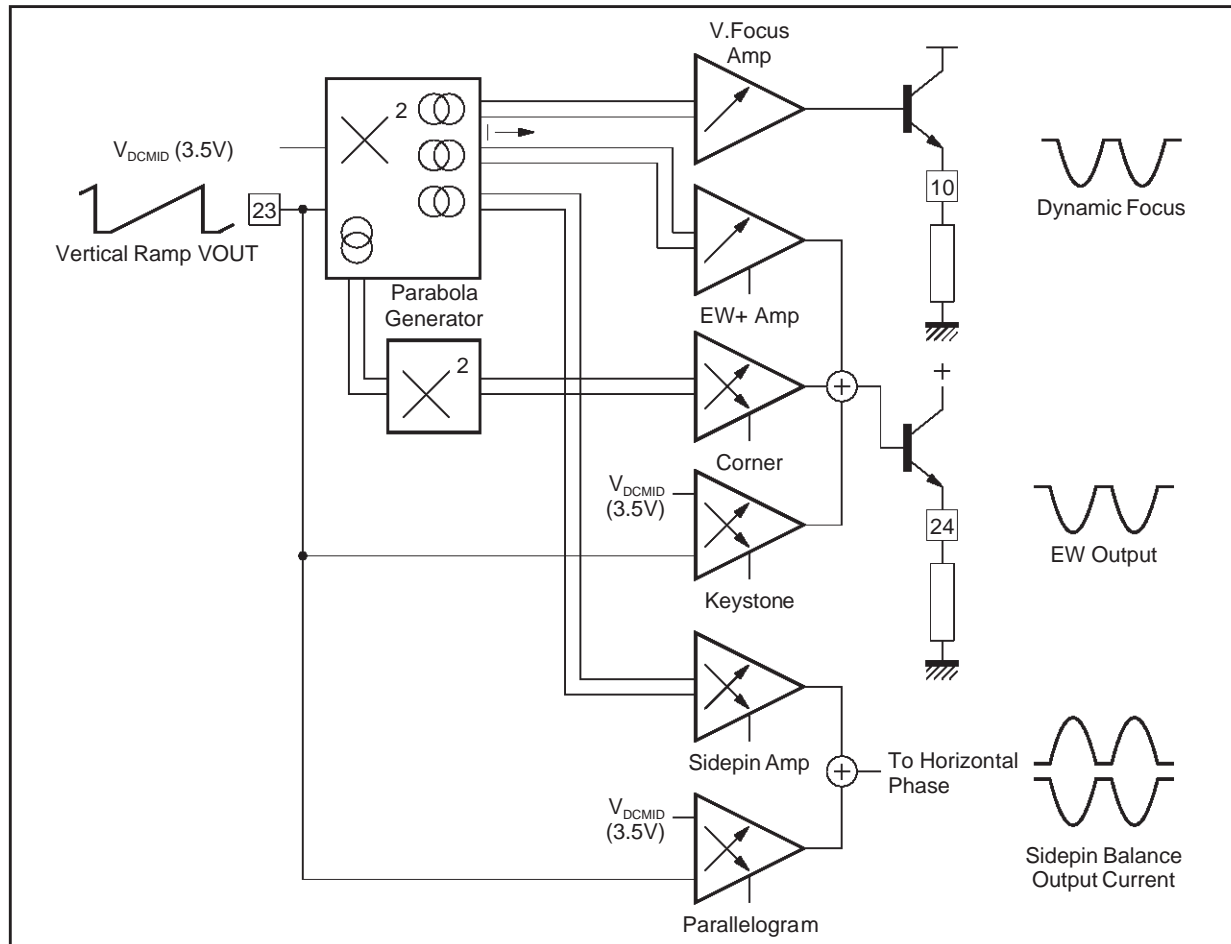 V.Focus
Amp
2
I
VDCMID (3.5V)
23
10
Vertical Ramp VOUT
Dynamic Focus
Parabola
Generator
EW+ Amp
2
+
+
Corner
VDCMID
(3.5V)
24
EW Output
Keystone
Sidepin Amp
+
To Horizontal
Phase
VDCMID
(3.5V)
Sidepin Balance
Output Current
Parallelogram